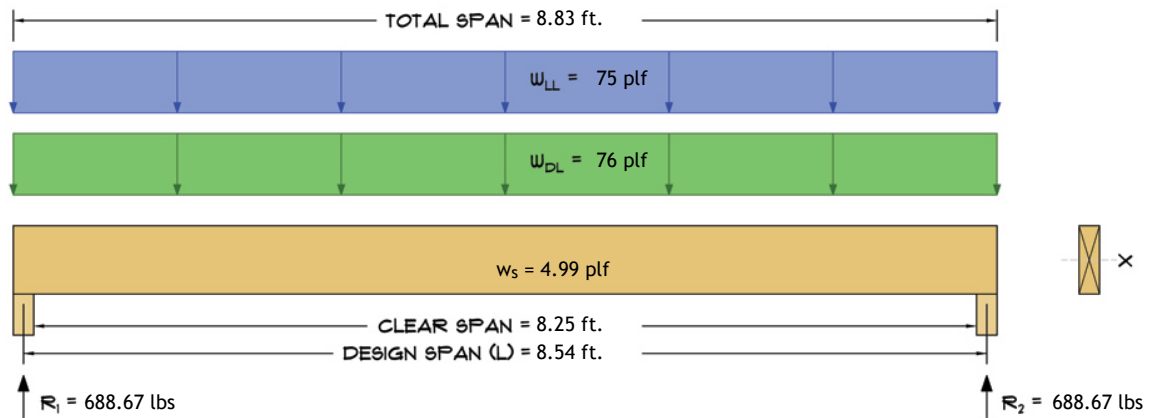 TOTAL SPAN = 8.83 ft.
WLL = 75 plf
WDL = 76 plf
ws = 4.99 plf
X
CLEAR SPAN = 8.25 ft.
DESIGN SPAN (L) = 8.54 ft.
R1 = 688.67 lbs
R2 = 688.67 lbs